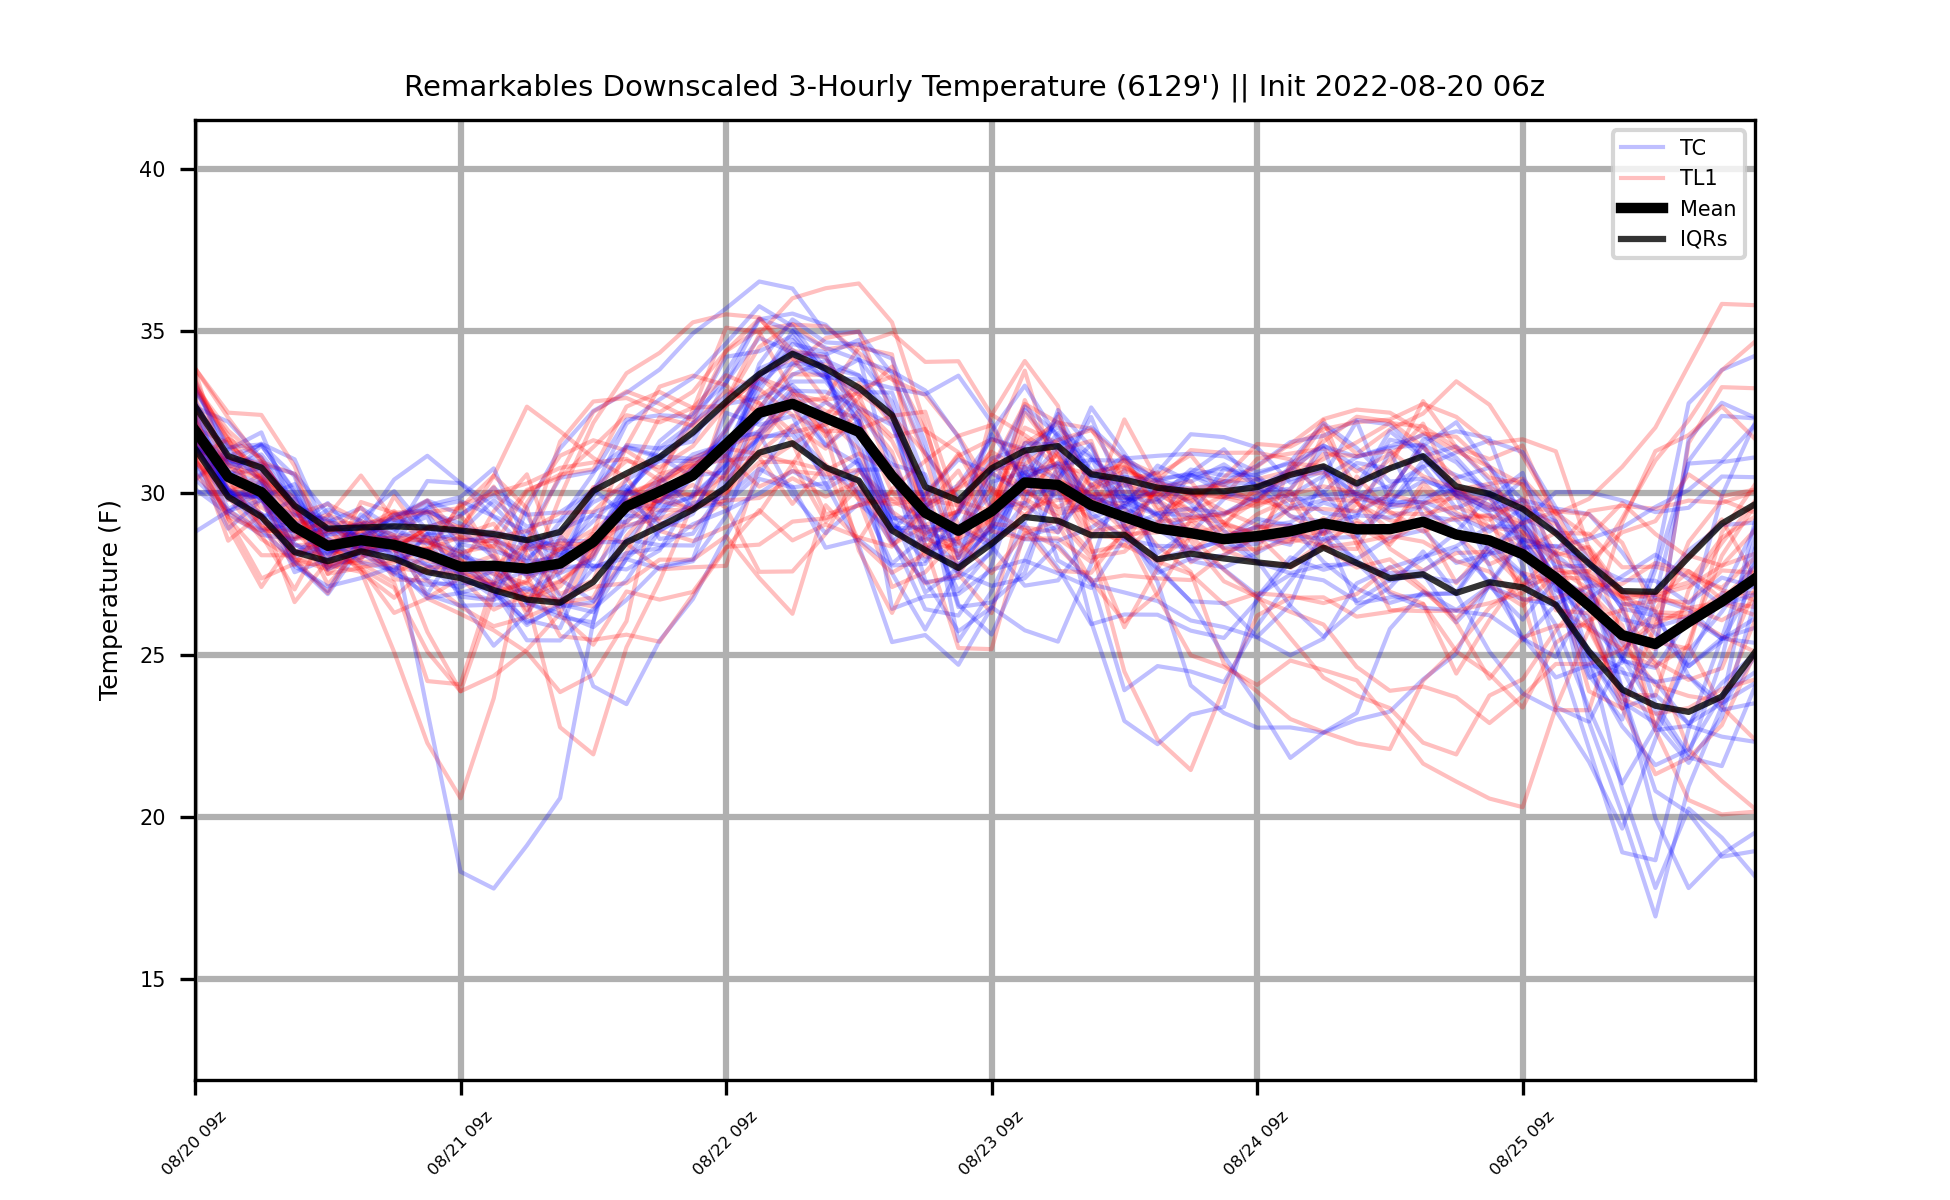 Remarkables Downscaled 3-Hourly Temperature (6129') || Init 2022-08-20 06z
TC
TL1
Mean
IQRs
Temperature (F)
40
35
30
25
20
15
08/20 09z
08/21 09z
08/22 09z
08/23 09z
08/24 09z
08/25 09z